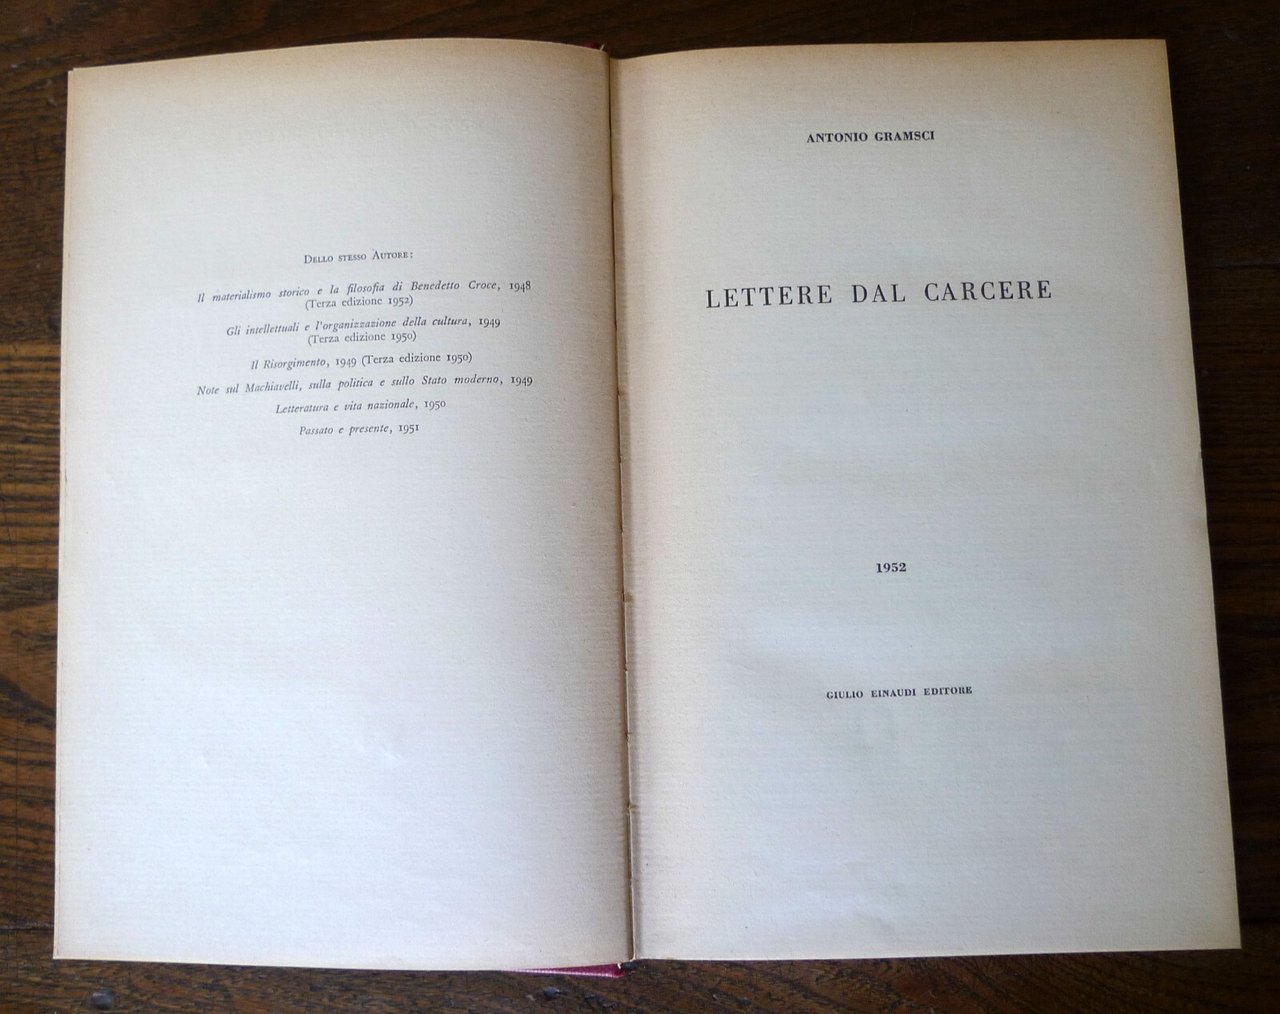 Dello stesso Autore:
Il materialismo storico e la filosofia di Benedetto Croce, 1948
(Terza edizione 1952)
Gli intellettuali e l'organizzazione della cultura, 1949
(Terza edizione 1950)
Il Risorgimento, 1949 (Terza edizione 1950)
Note sul Machiavelli, sulla politica e sullo Stato moderno, 1949
Letteratura e vita nazionale, 1950
Passato e presente, 1951
ANTONIO GRAMSCI
LETTERE DAL CARCERE
1952
GIULIO EINAUDI EDITORE